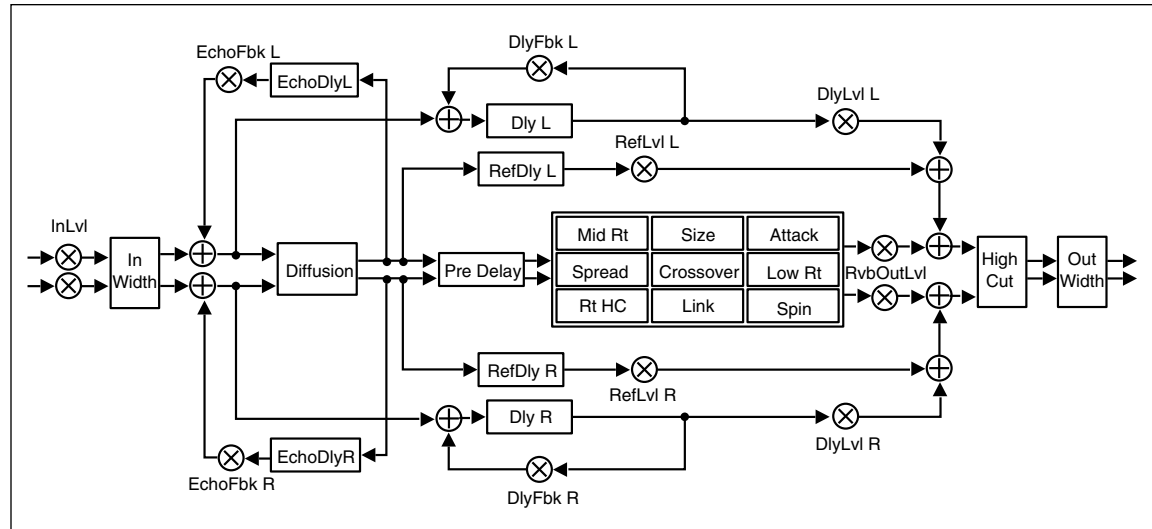 EchoFbk L
DlyFbk L
EchoDlyL
DlyLvl L
Dly L
RefLvl L
RefDly L
InLvl
Mid Rt
Size
Attack
In
Width
Diffusion
Pre Delay
Spread
Crossover
Low Rt
RvbOutLvl
High
Cut
Out
Width
Rt HC
Link
Spin
RefDly R
RefLvl R
Dly R
DlyLvl R
EchoDlyR
EchoFbk R
DlyFbk R